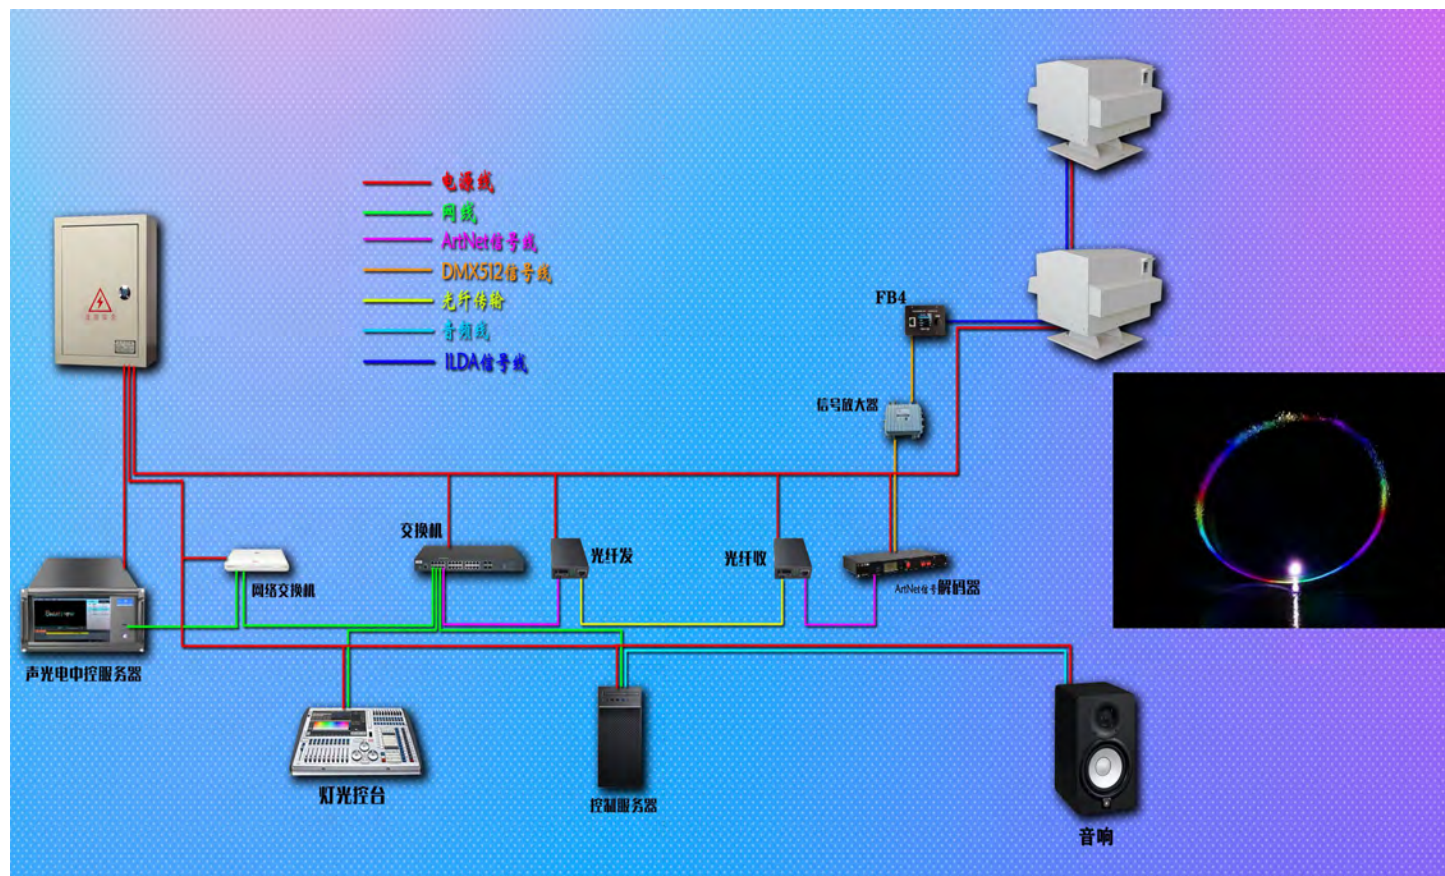 电源线
网线
ArtNet信号线
DMX512信号线
光纤传输
音频线
ILDA信号线
FB4
信号放大器
交换机
光纤发
光纤收
ArtNet信号解码器
网络交换机
声光电中控服务器
灯光控台
控制服务器
音响